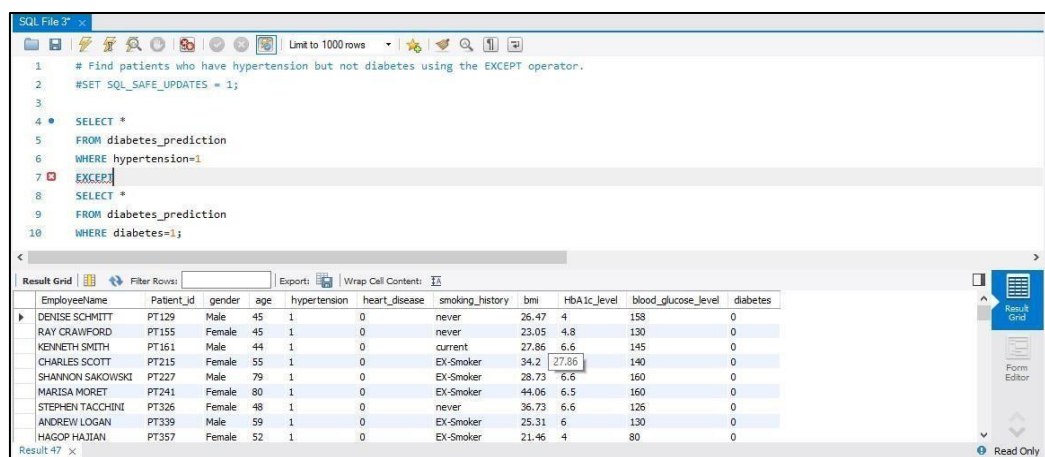 SQL File 3* ×
Limit to 1000 rows
1 # Find patients who have hypertension but not diabetes using the EXCEPT operator.
2 #SET SQL_SAFE_UPDATES = 1;
3
4 SELECT *
5 FROM diabetes_prediction
6 WHERE hypertension=1
7 EXCEPT
8 SELECT *
9 FROM diabetes_prediction
10 WHERE diabetes=1;
Result Grid Filter Rows: Export: Wrap Cell Content: IA
EmployeeName Patient_id gender age hypertension heart_disease smoking_history bmi HbA1c_level blood_glucose_level diabetes
DENISE SCHMITT PT129 Male 45 1 0 never 26.47 4 158 0
RAY CRAWFORD PT155 Female 45 1 0 never 23.05 4.8 130 0
KENNETH SMITH PT161 Male 44 1 0 current 27.86 6.6 145 0
CHARLES SCOTT PT215 Female 55 1 0 EX-Smoker 34.2 27.86 140 0
SHANNON SAKOWSKI PT227 Male 79 1 0 EX-Smoker 28.73 6.6 160 0
MARISA MORET PT241 Female 80 1 0 EX-Smoker 44.06 6.5 160 0
STEPHEN TACCHINI PT326 Female 48 1 0 never 36.73 6.6 126 0
ANDREW LOGAN PT339 Male 59 1 0 EX-Smoker 25.31 6 130 0
HAGOP HAJIAN PT357 Female 52 1 0 EX-Smoker 21.46 4 80 0
Result Grid
Form Editor
Result 47 × Read Only